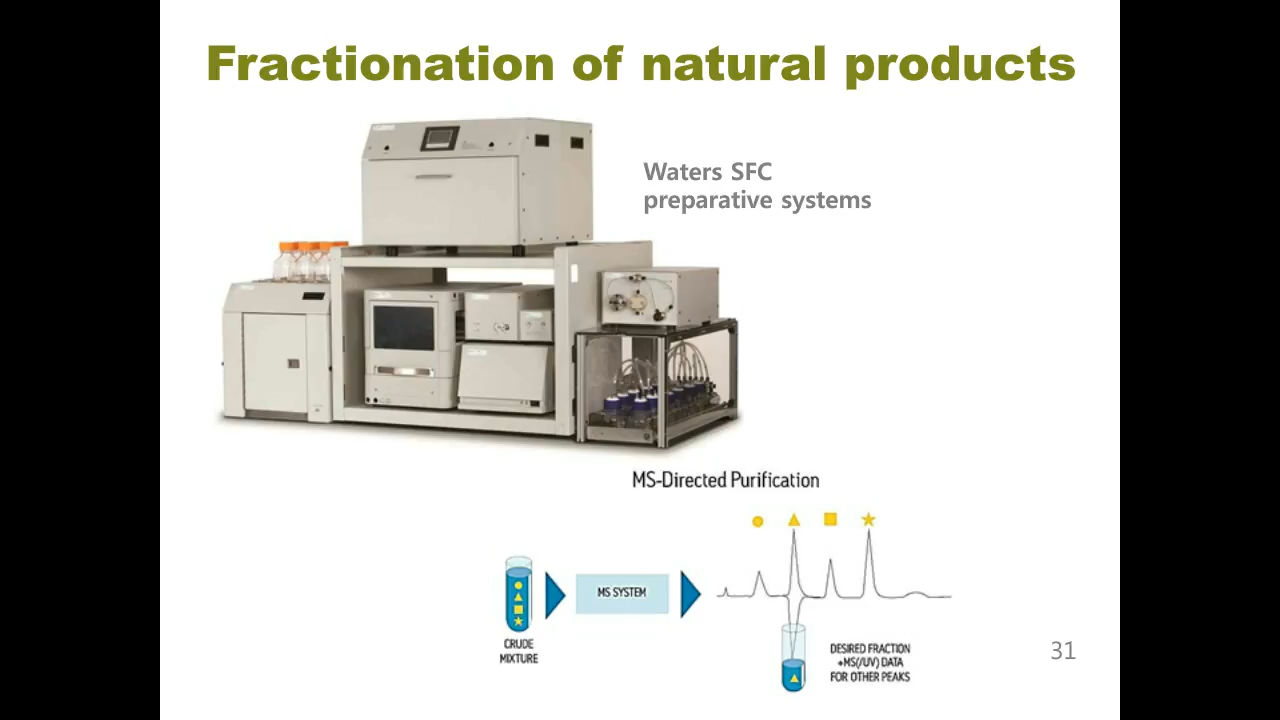 Fractionation of natural products
Waters SFC
preparative systems
MS-Directed Purification
MS SYSTEM
CRUDE
MIXTURE
DESIRED FRACTION
+MS(/UV) DATA
FOR OTHER PEAKS
31